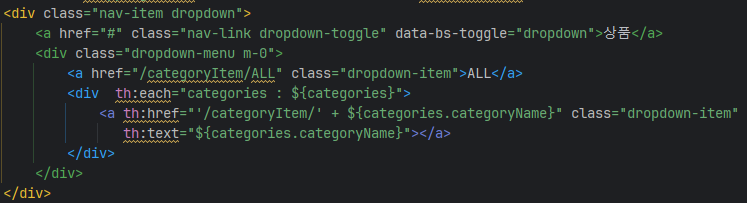 <div class="nav-item dropdown">
<a href="#" class="nav-link dropdown-toggle" data-bs-toggle="dropdown">상품</a>
<div class="dropdown-menu m-0">
<a href="/categoryItem/ALL" class="dropdown-item">ALL</a>
<div  th:each="categories : ${categories}">
<a th:href="'/categoryItem/' + ${categories.categoryName}" class="dropdown-item"
th:text="${categories.categoryName}"></a>
</div>
</div>
</div>